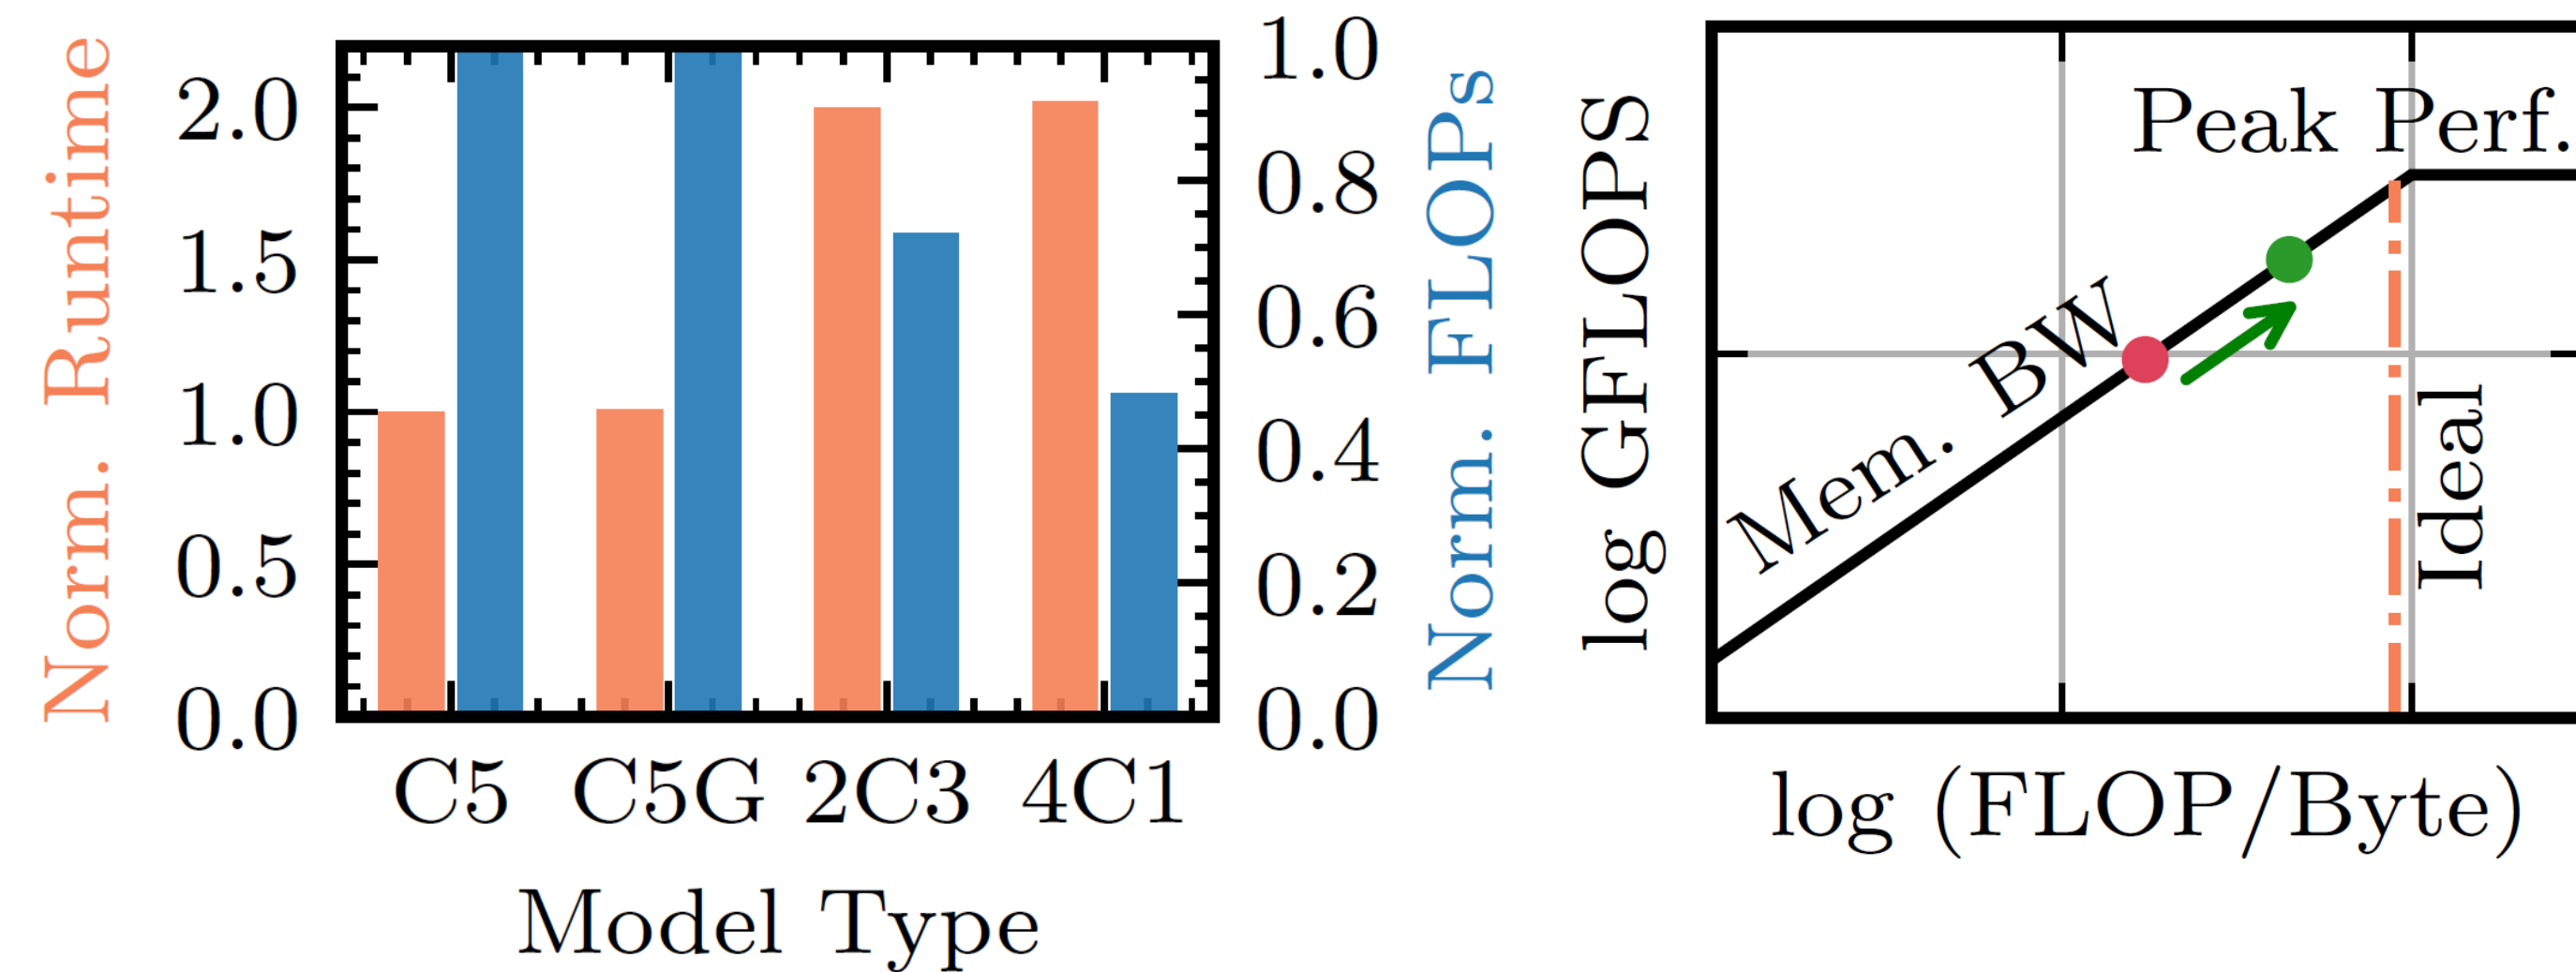 Norm. Runtime
2.0
1.5
1.0
0.5
0.0
1.0
0.8
0.6
0.4
0.2
0.0
Norm. FLOPs
C5 C5G 2C3 4C1
Model Type
log GFLOPS
Peak Perf.
Mem. BW
Ideal
log (FLOP/Byte)